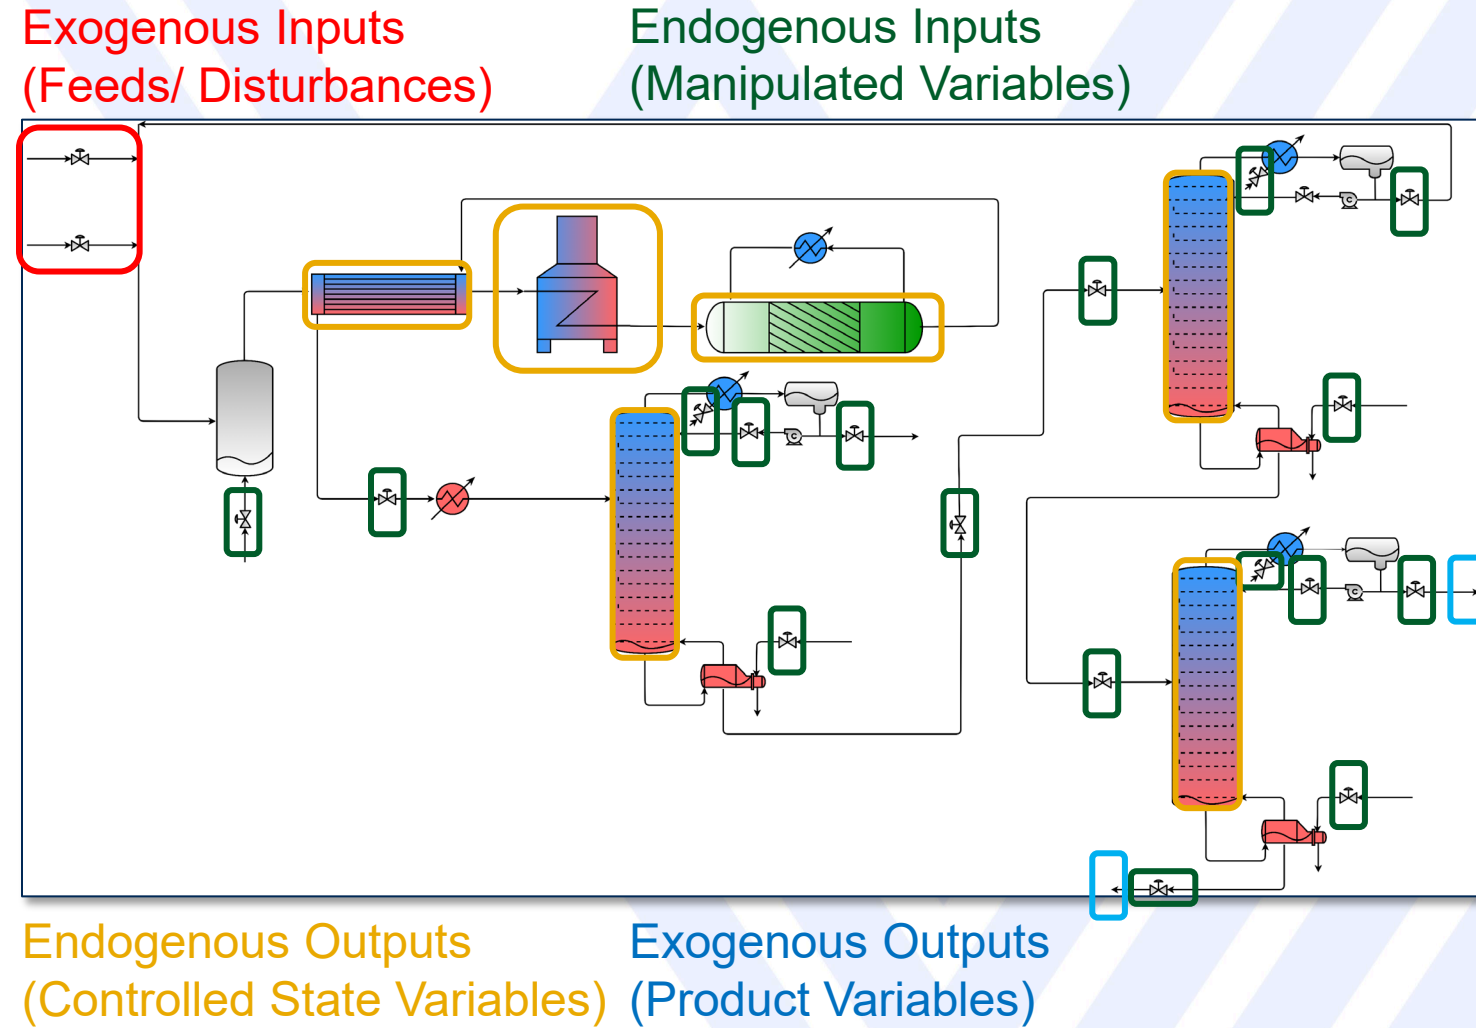 Exogenous Inputs
(Feeds/ Disturbances)
Endogenous Inputs
(Manipulated Variables)
C
C
C
Endogenous Outputs
(Controlled State Variables)
Exogenous Outputs
(Product Variables)